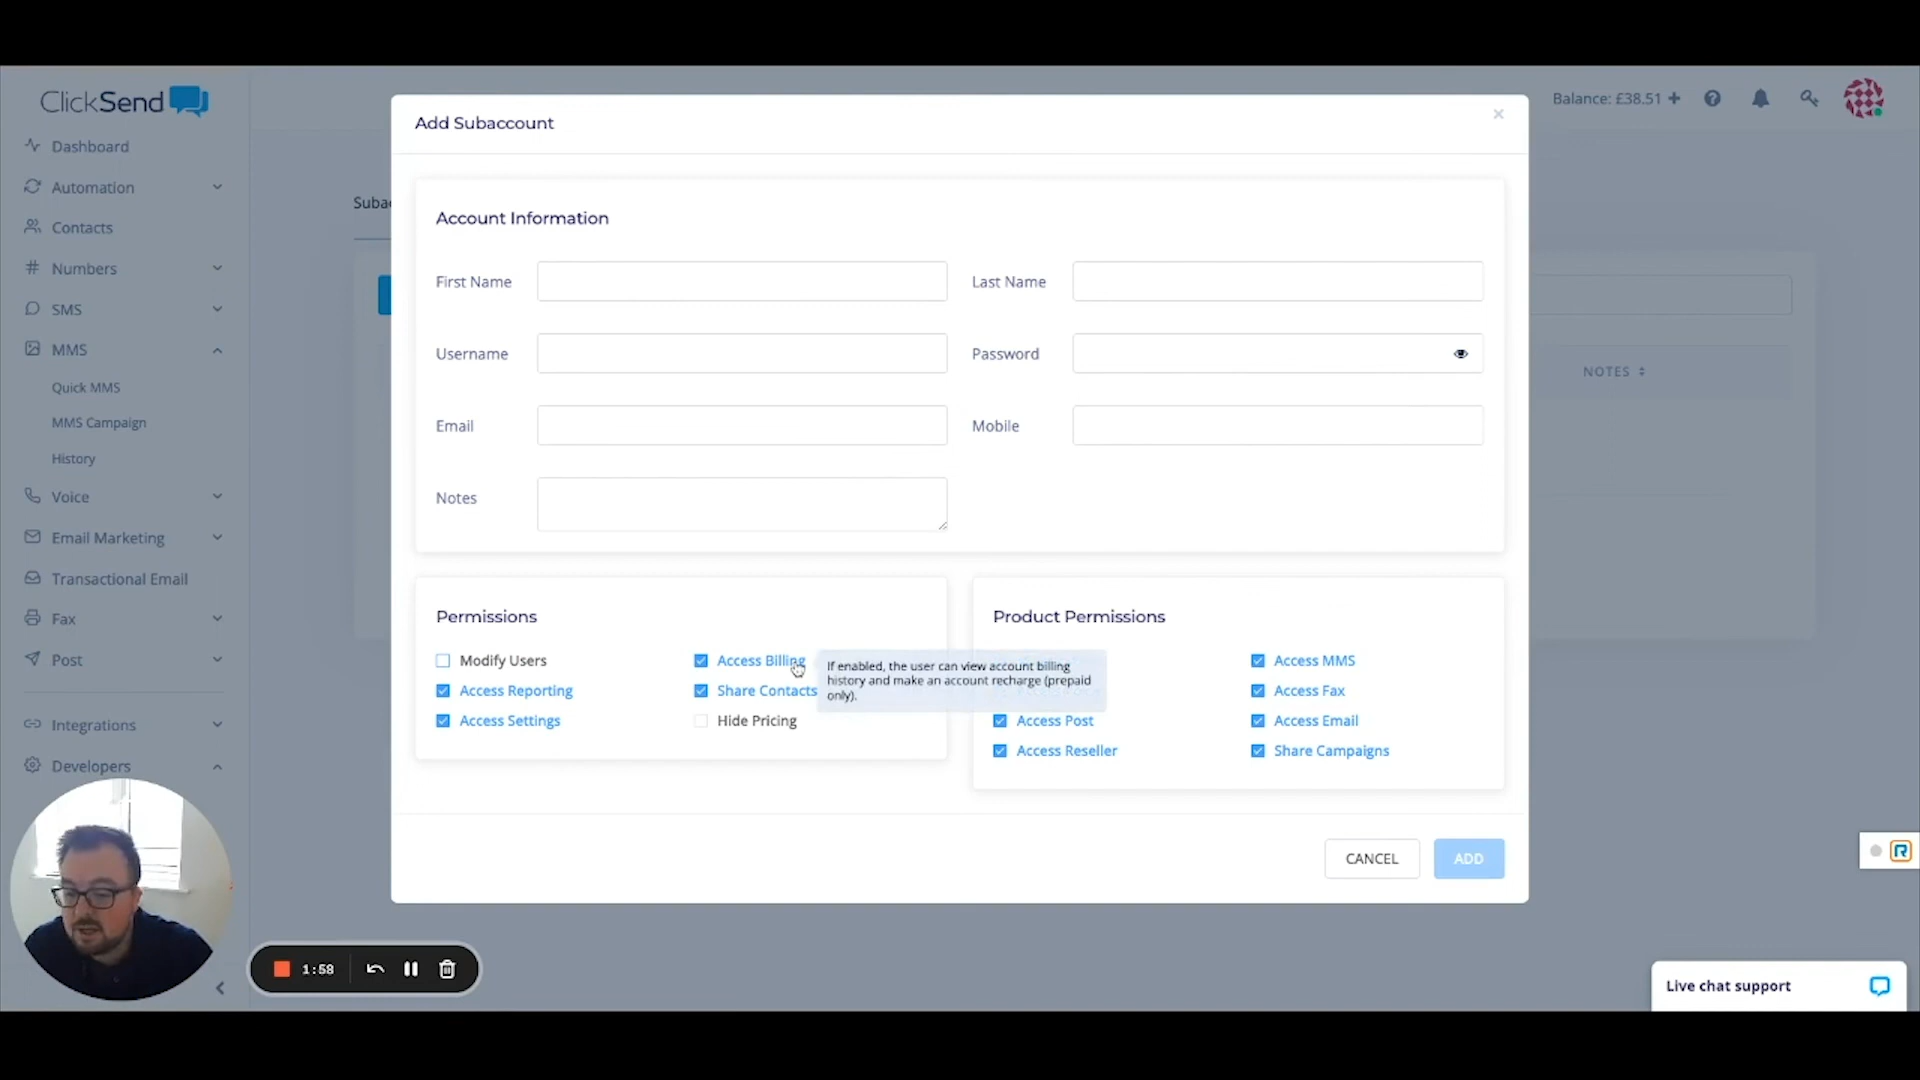 ClickSend
Dashboard
Automation
Contacts
Numbers
SMS
MMS
Quick MMS
MMS Campaign
History
Voice
Email Marketing
Transactional Email
Fax
Post
Integrations
Developers
Balance: £38.51 +
Add Subaccount
Account Information
First Name
Last Name
Username
Password
Email
Mobile
Notes
NOTES
Permissions
Modify Users
Access Billing
Access Reporting
Share Contacts
Access Settings
Hide Pricing
If enabled, the user can view account billing
history and make an account recharge (prepaid
only).
Product Permissions
Access MMS
Access Fax
Access Post
Access Email
Access Reseller
Share Campaigns
CANCEL
ADD
1:58
Live chat support